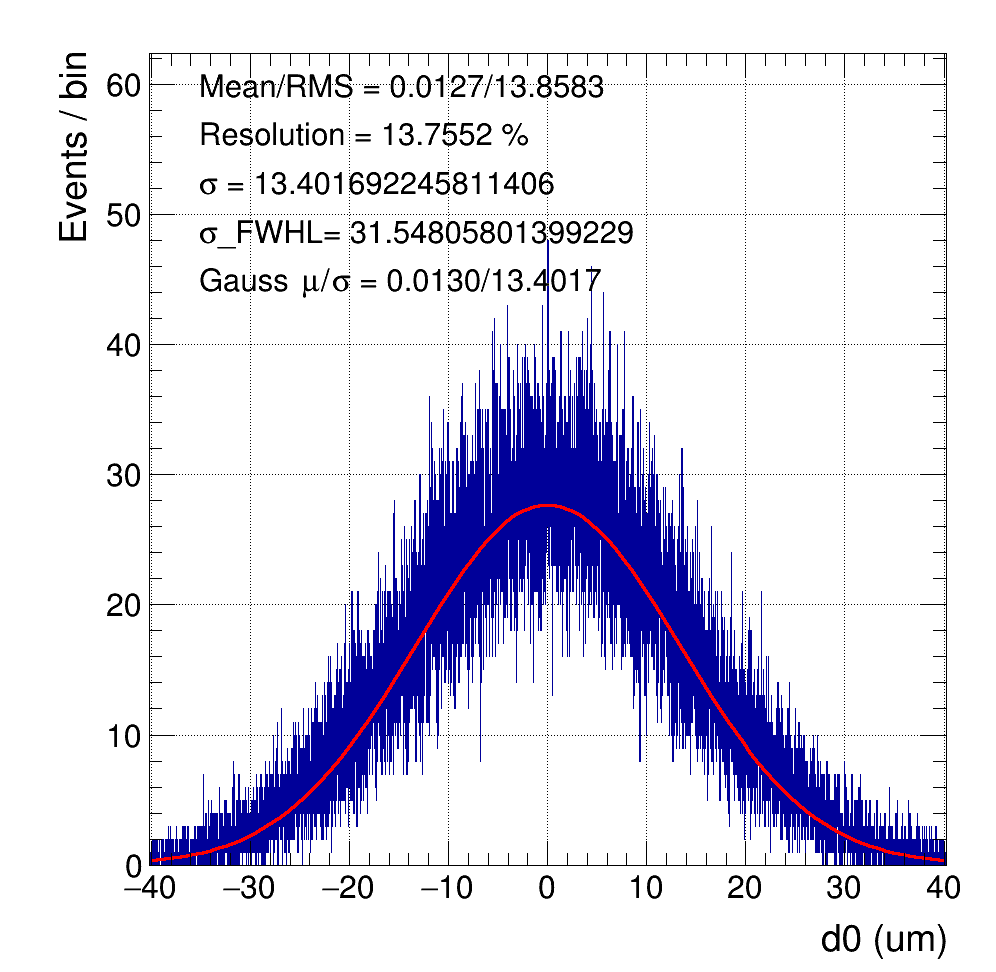 Events / bin
60
50
40
30
20
10
0
Mean/RMS = 0.0127/13.8583
Resolution = 13.7552 %
σ = 13.401692245811406
σ_FWHL= 31.54805801399229
Gauss μ/σ = 0.0130/13.4017
−40 −30 −20 −10 0 10 20 30 40
d0 (um)